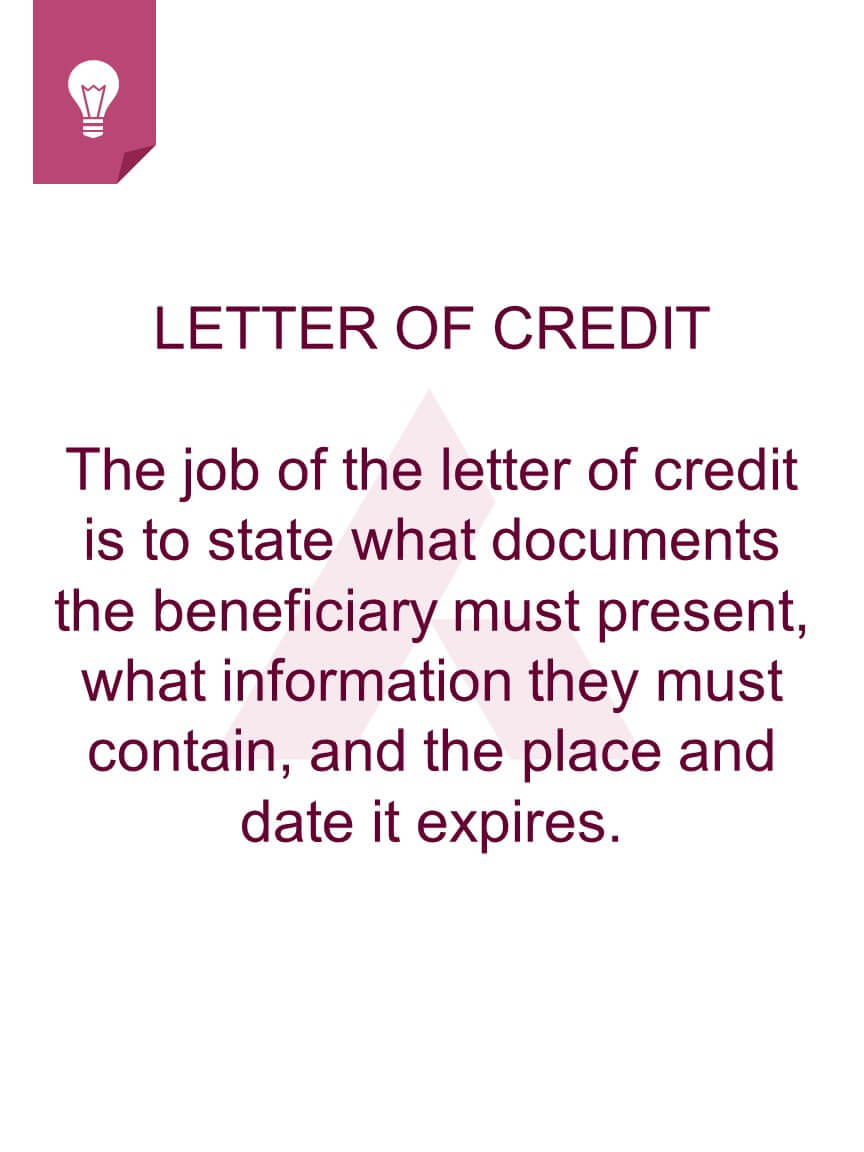 LETTER OF CREDIT
The job of the letter of credit
is to state what documents
the beneficiary must present,
what information they must
contain, and the place and
date it expires.